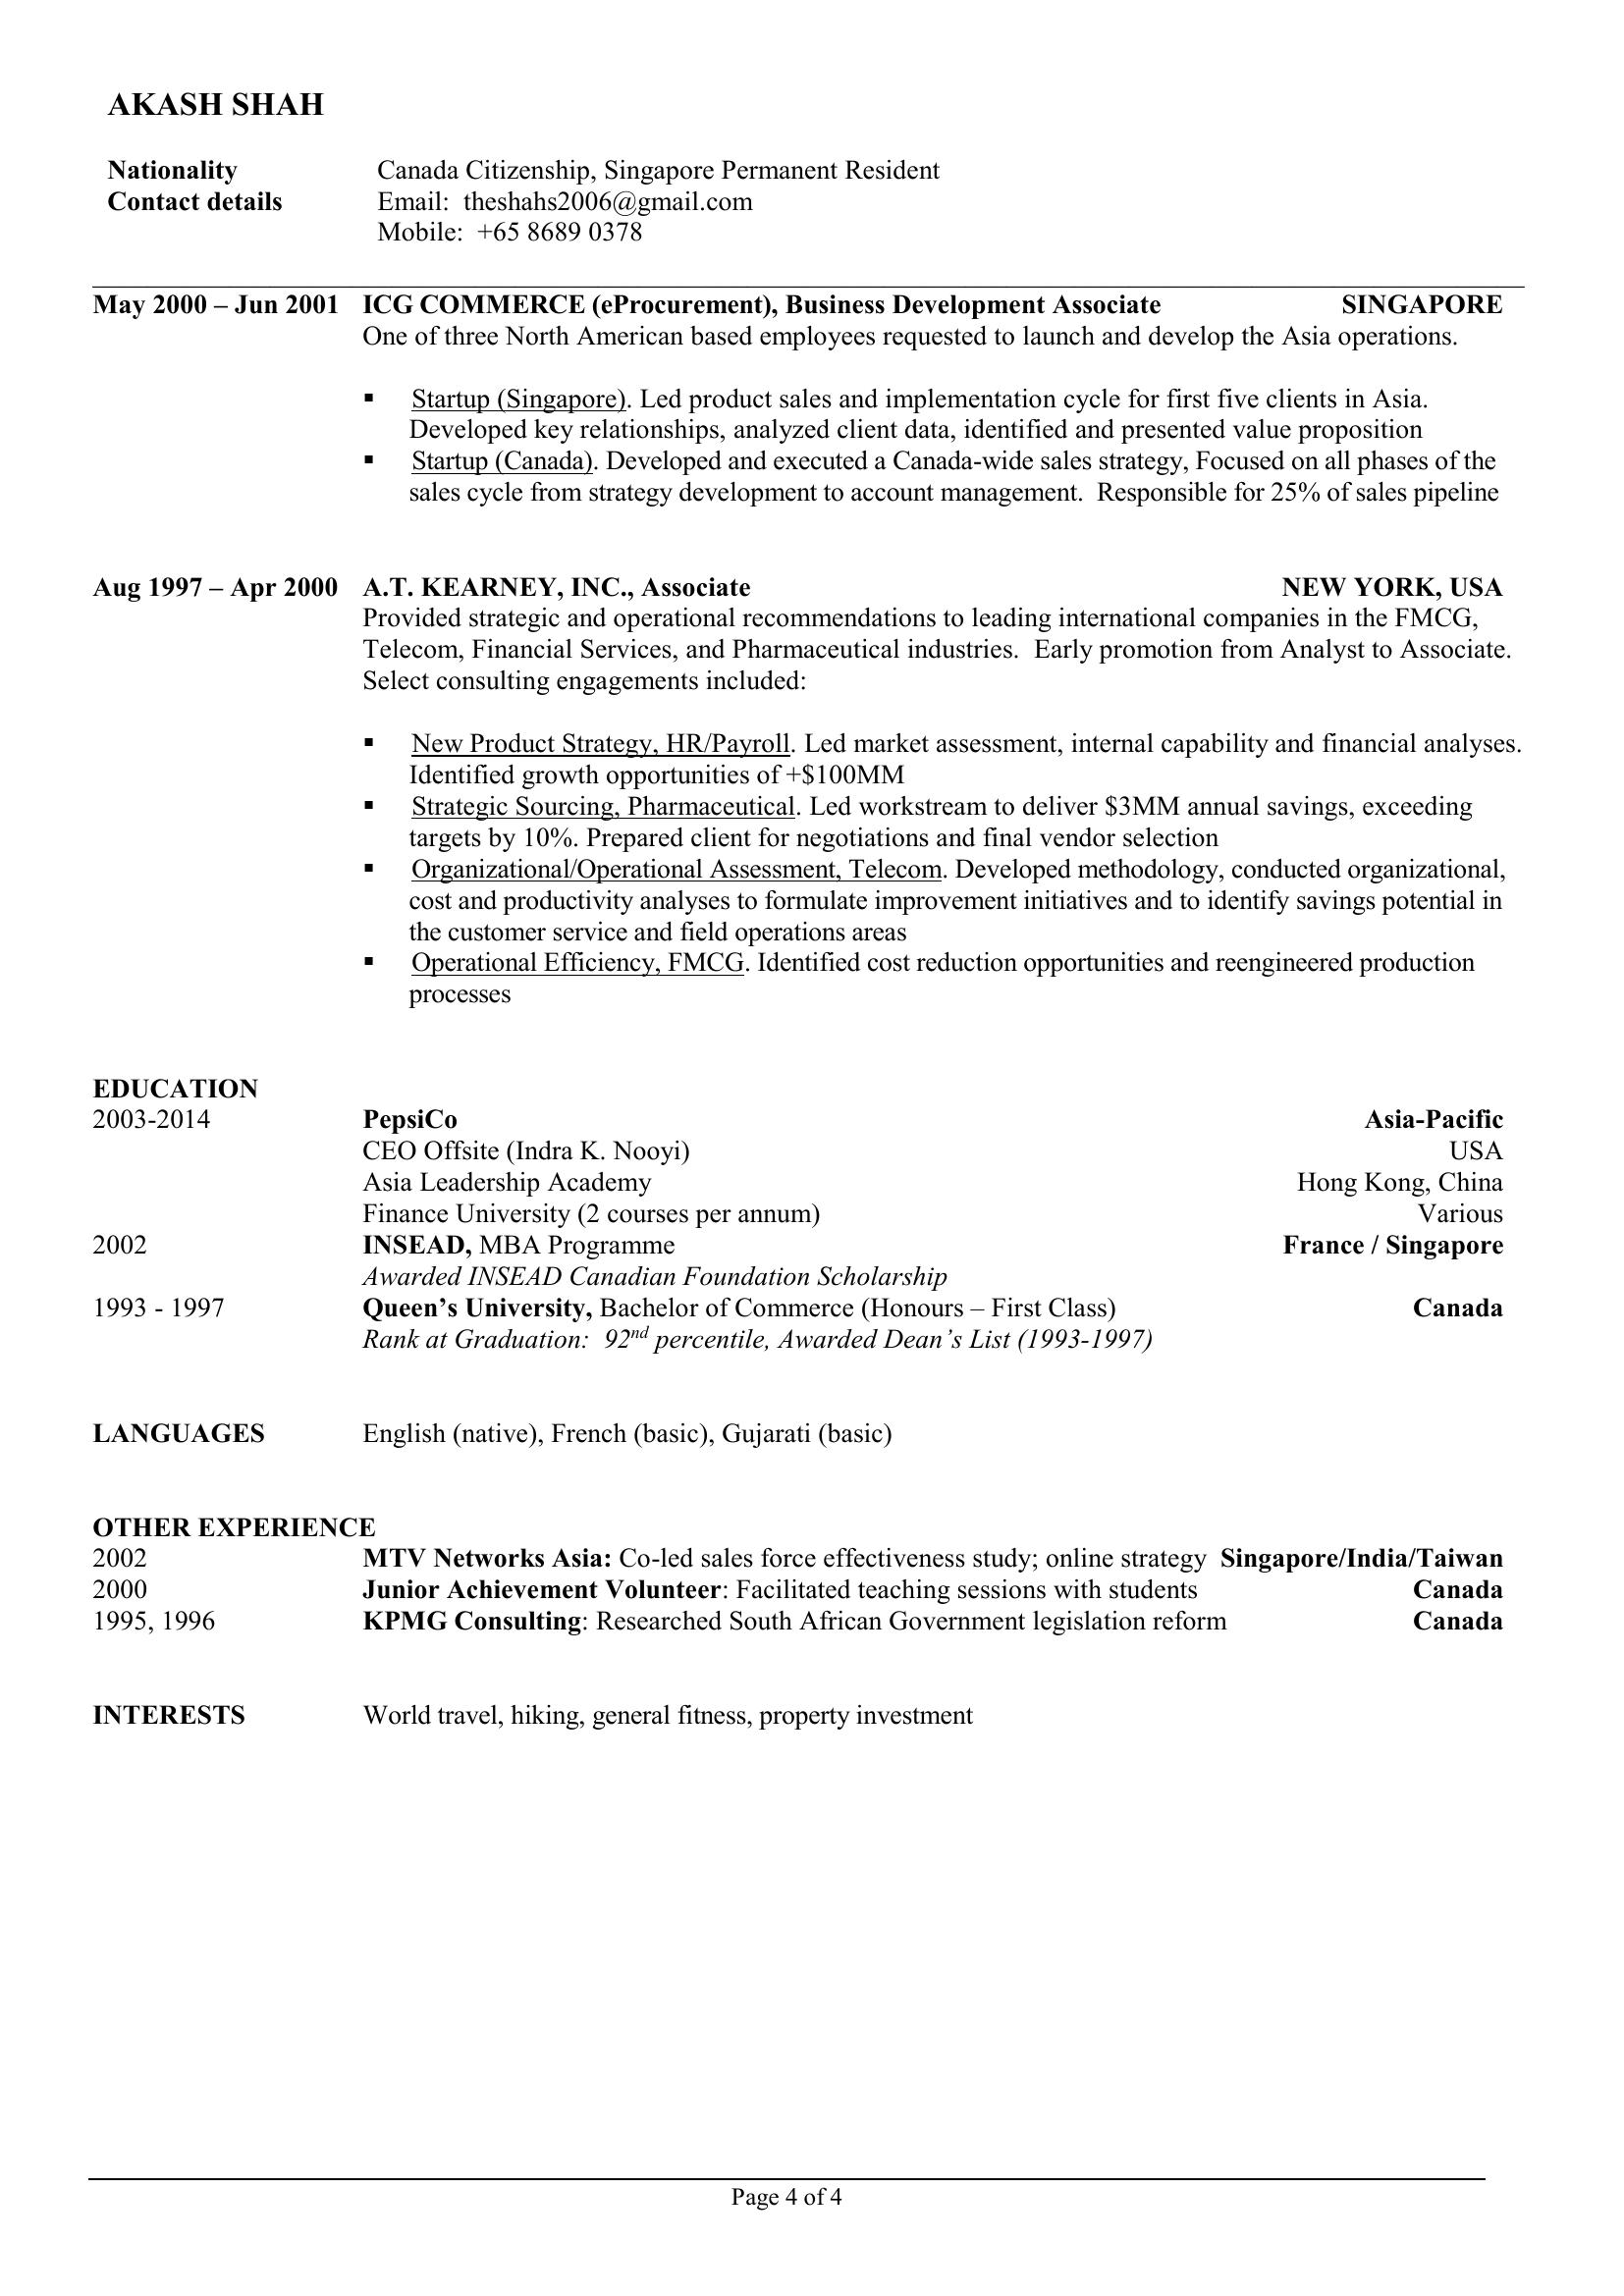 AKASH SHAH
Nationality Canada Citizenship, Singapore Permanent Resident
Contact details Email: theshahs2006@gmail.com
Mobile: +65 8689 0378
May 2000 – Jun 2001 ICG COMMERCE (eProcurement), Business Development Associate SINGAPORE
One of three North American based employees requested to launch and develop the Asia operations.
▪ Startup (Singapore). Led product sales and implementation cycle for first five clients in Asia.
Developed key relationships, analyzed client data, identified and presented value proposition
▪ Startup (Canada). Developed and executed a Canada-wide sales strategy, Focused on all phases of the
sales cycle from strategy development to account management. Responsible for 25% of sales pipeline
Aug 1997 – Apr 2000 A.T. KEARNEY, INC., Associate NEW YORK, USA
Provided strategic and operational recommendations to leading international companies in the FMCG,
Telecom, Financial Services, and Pharmaceutical industries. Early promotion from Analyst to Associate.
Select consulting engagements included:
▪ New Product Strategy, HR/Payroll. Led market assessment, internal capability and financial analyses.
Identified growth opportunities of +$100MM
▪ Strategic Sourcing, Pharmaceutical. Led workstream to deliver $3MM annual savings, exceeding
targets by 10%. Prepared client for negotiations and final vendor selection
▪ Organizational/Operational Assessment, Telecom. Developed methodology, conducted organizational,
cost and productivity analyses to formulate improvement initiatives and to identify savings potential in
the customer service and field operations areas
▪ Operational Efficiency, FMCG. Identified cost reduction opportunities and reengineered production
processes
EDUCATION
2003-2014 PepsiCo Asia-Pacific
CEO Offsite (Indra K. Nooyi) USA
Asia Leadership Academy Hong Kong, China
Finance University (2 courses per annum) Various
2002 INSEAD, MBA Programme France / Singapore
Awarded INSEAD Canadian Foundation Scholarship
1993 - 1997 Queen’s University, Bachelor of Commerce (Honours – First Class) Canada
Rank at Graduation: 92nd percentile, Awarded Dean’s List (1993-1997)
LANGUAGES English (native), French (basic), Gujarati (basic)
OTHER EXPERIENCE
2002 MTV Networks Asia: Co-led sales force effectiveness study; online strategy Singapore/India/Taiwan
2000 Junior Achievement Volunteer: Facilitated teaching sessions with students Canada
1995, 1996 KPMG Consulting: Researched South African Government legislation reform Canada
INTERESTS World travel, hiking, general fitness, property investment
Page 4 of 4